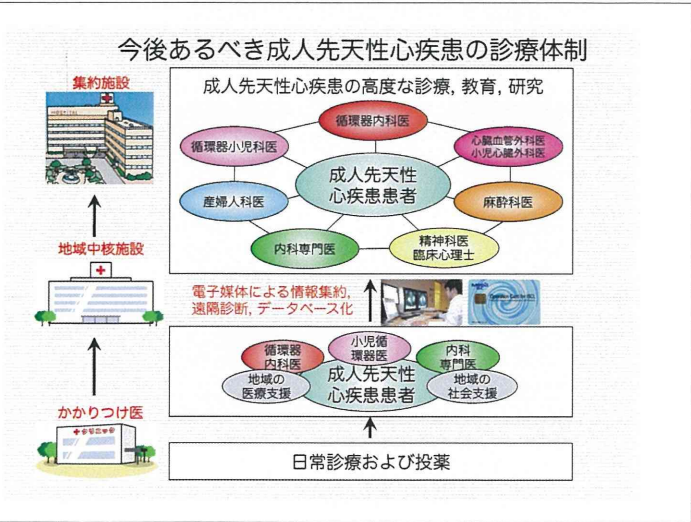 今後あるべき成人先天性心疾患の診療体制
集約施設
HOSPITAL
成人先天性心疾患の高度な診療, 教育, 研究
循環器内科医
循環器小児科医
心臓血管外科医
小児心臓外科医
成人先天性
心疾患患者
産婦人科医
麻酔科医
内科専門医
精神科医
臨床心理士
地域中核施設
電子媒体による情報集約,
遠隔診断, データベース化
循環器
内科医
小児循
環器医
内科
専門医
地域の
医療支援
成人先天性
心疾患患者
地域の
社会支援
かかりつけ医
日常診療および投薬